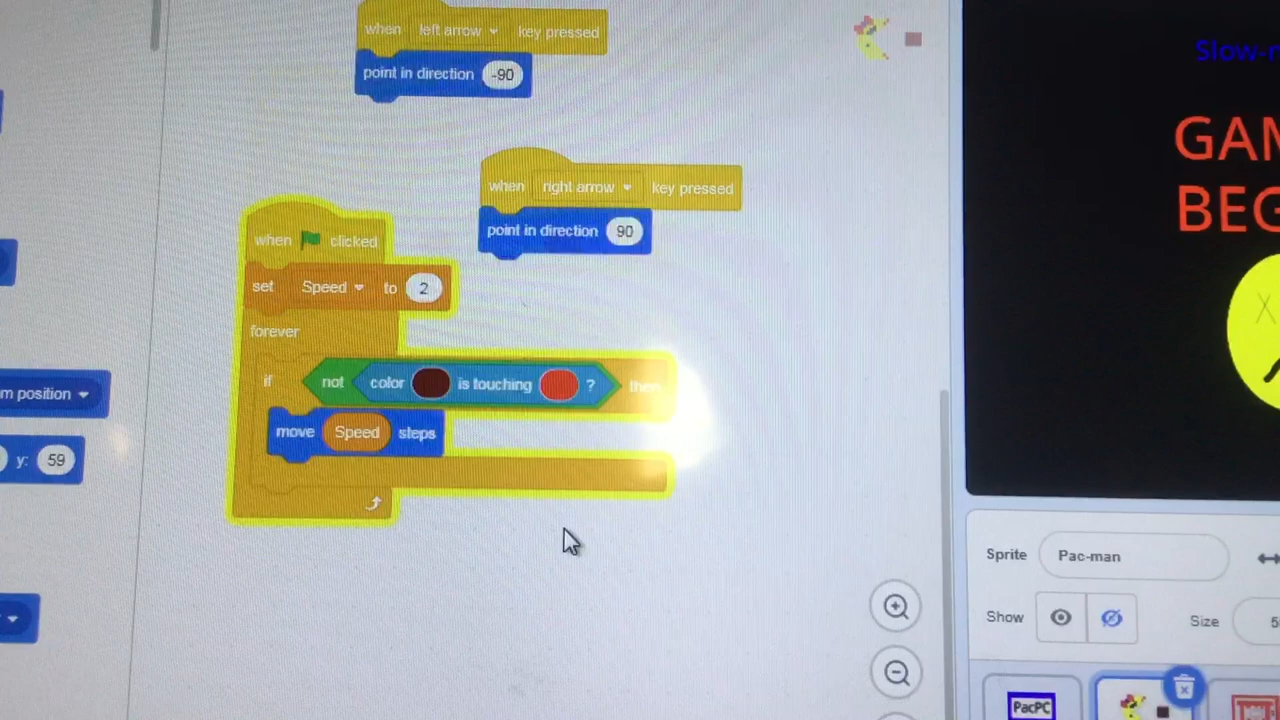 when left arrow key pressed
point in direction -90
when right arrow key pressed
point in direction 90
when clicked
set Speed to 2
forever
if not color is touching ? then
move Speed steps
m position
y: 59
Slow-
GAM
BEG
Sprite Pac-man
Show Size
PacPC